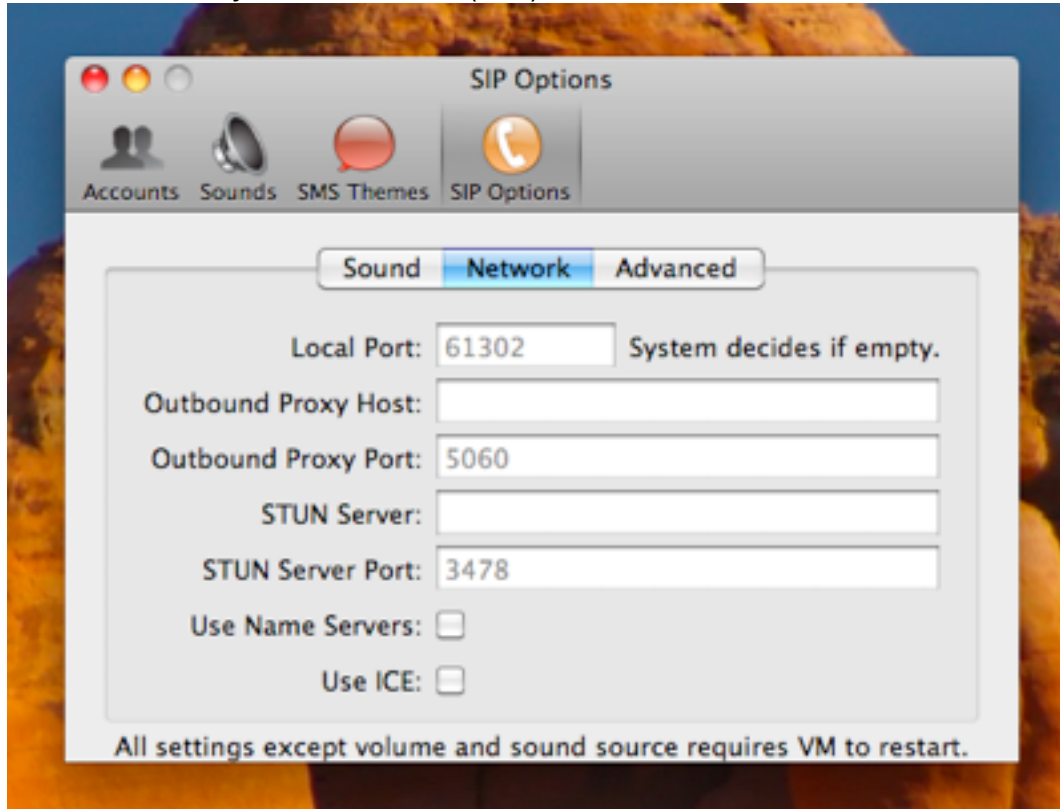 SIP Options
Accounts Sounds SMS Themes SIP Options
Sound Network Advanced
Local Port: 61302 System decides if empty.
Outbound Proxy Host:
Outbound Proxy Port: 5060
STUN Server:
STUN Server Port: 3478
Use Name Servers:
Use ICE:
All settings except volume and sound source requires VM to restart.